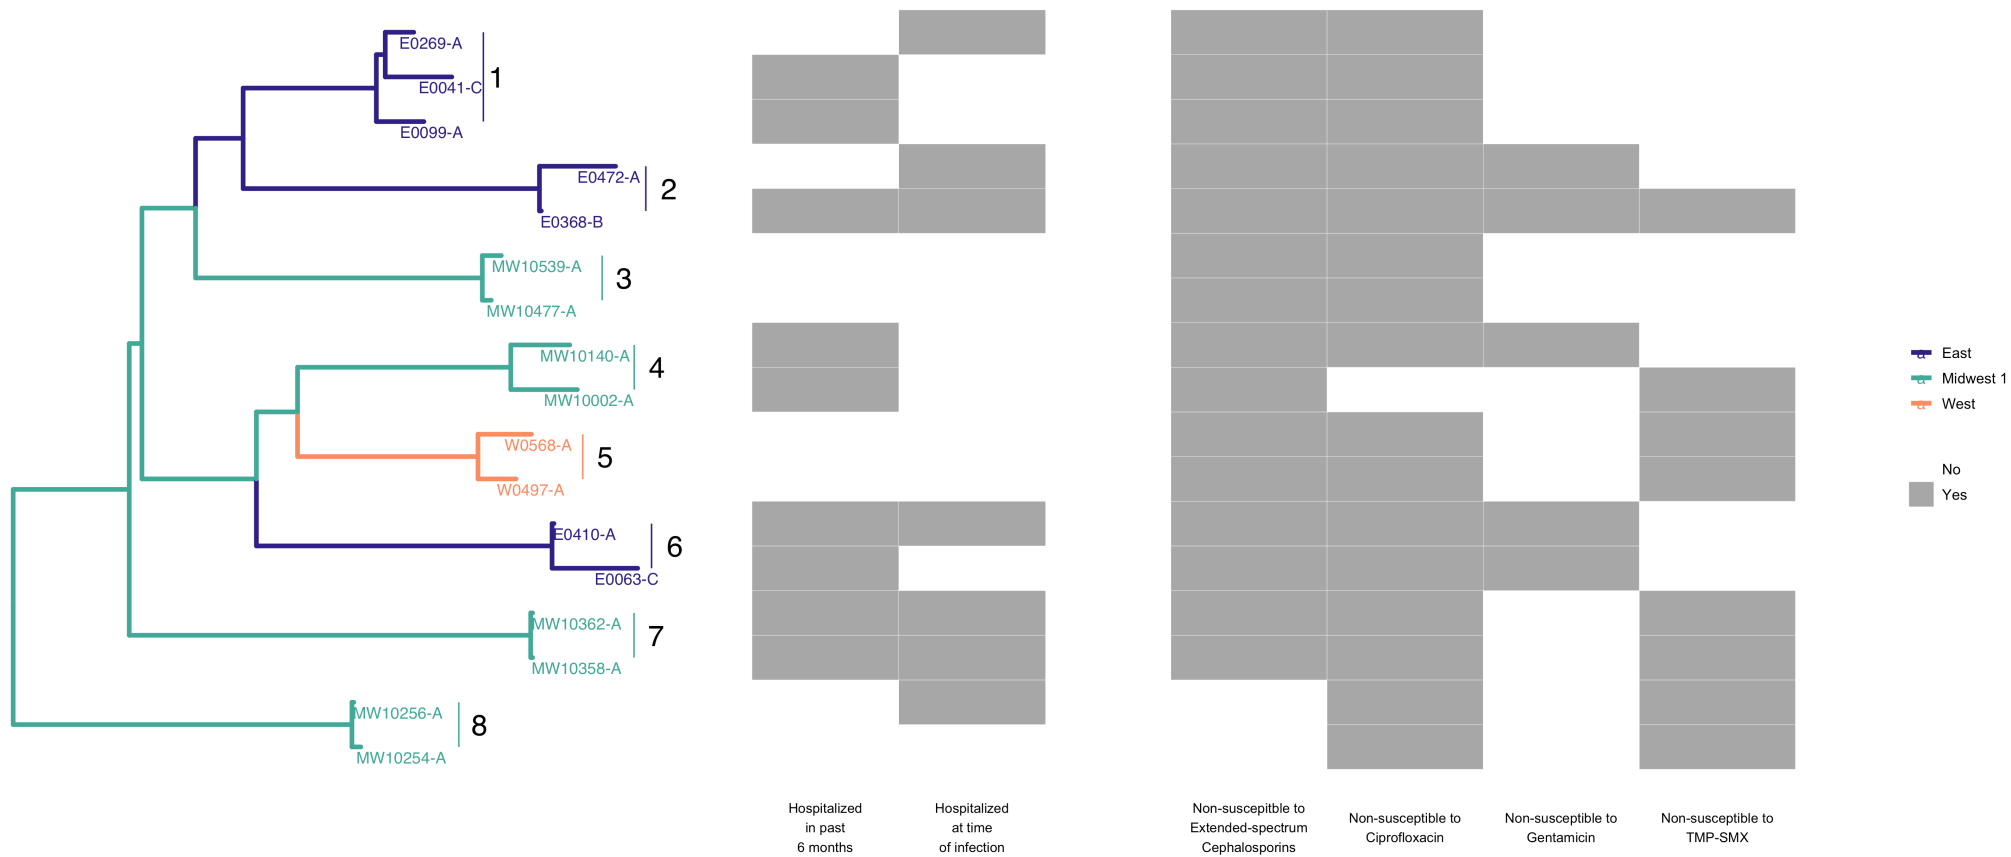 E0269-A
E0041-C
1
E0099-A
E0472-A
2
E0368-B
MW10539-A
3
MW10477-A
MW10140-A
4
MW10002-A
W0568-A
5
W0497-A
E0410-A
6
E0063-C
MW10362-A
7
MW10358-A
MW10256-A
8
MW10254-A
a East
a Midwest 1
a West
No
Yes
Hospitalized
in past
6 months
Hospitalized
at time
of infection
Non-suscepitble to
Extended-spectrum
Cephalosporins
Non-susceptible to
Ciprofloxacin
Non-susceptible to
Gentamicin
Non-susceptible to
TMP-SMX